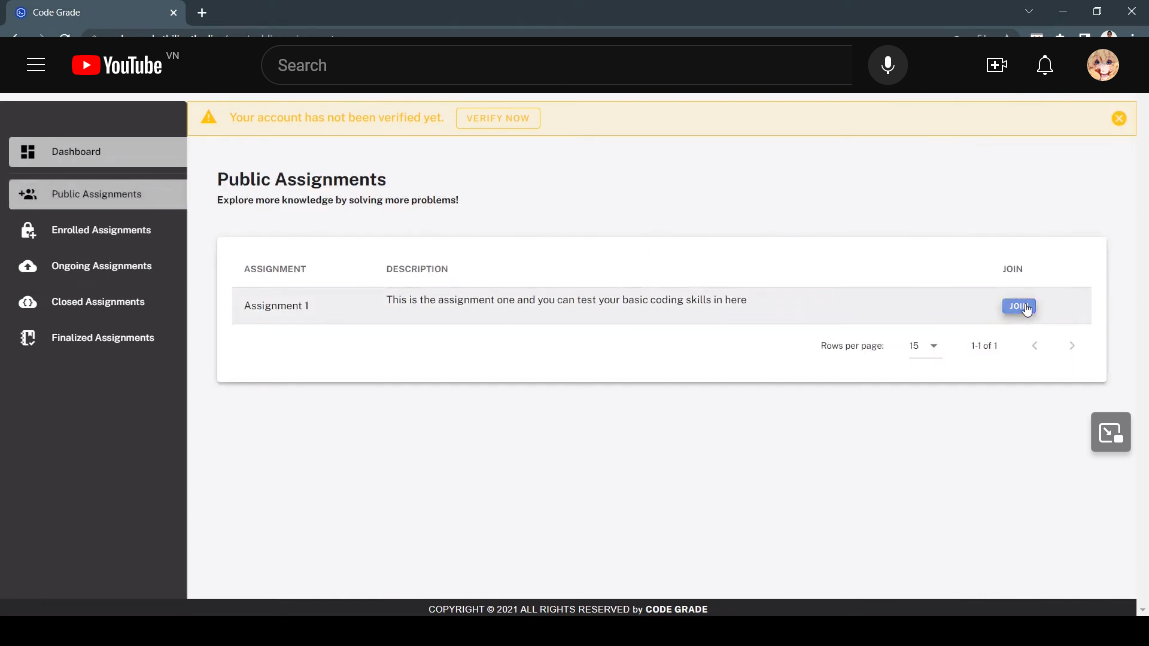 Code Grade
YouTube VN
Search
Your account has not been verified yet. VERIFY NOW
Dashboard
Public Assignments
Enrolled Assignments
Ongoing Assignments
Closed Assignments
Finalized Assignments
Public Assignments
Explore more knowledge by solving more problems!
ASSIGNMENT DESCRIPTION JOIN
Assignment 1 This is the assignment one and you can test your basic coding skills in here JOIN
Rows per page: 15 1-1 of 1
COPYRIGHT © 2021 ALL RIGHTS RESERVED by CODE GRADE